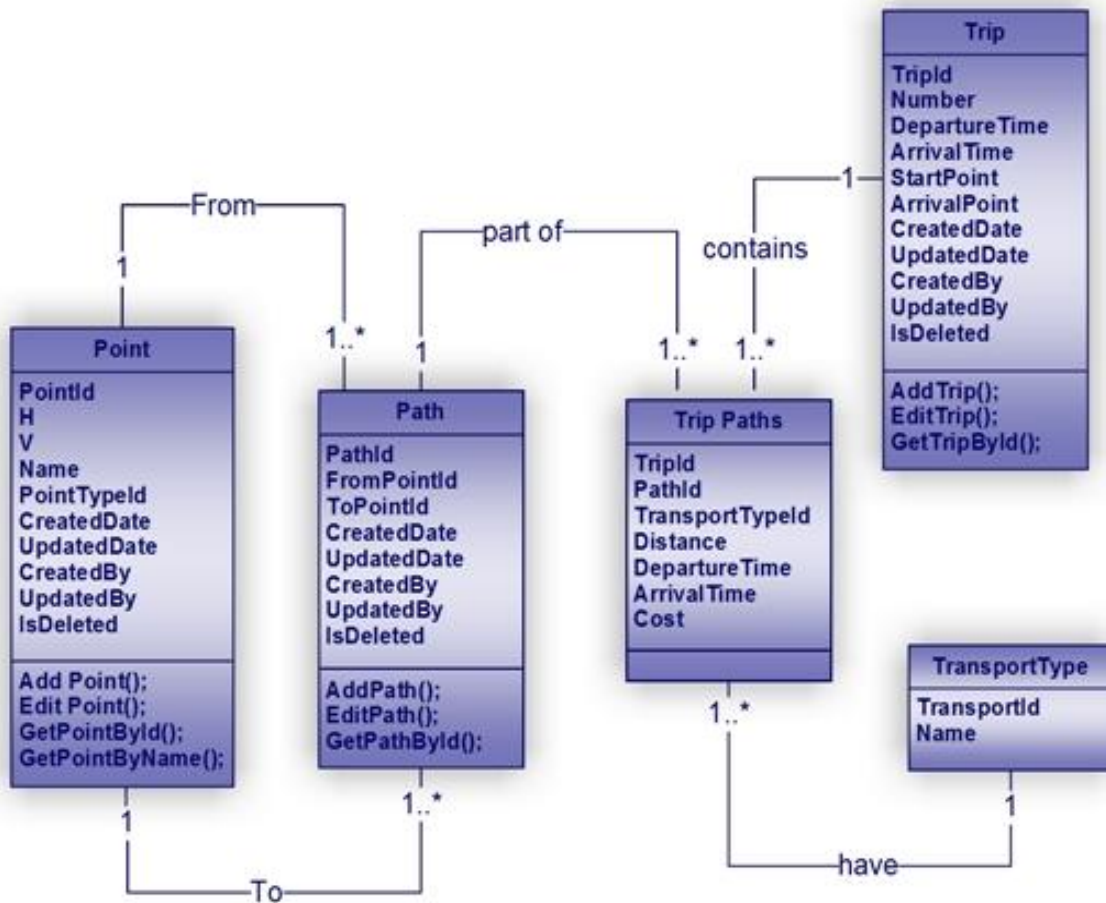 Trip
TripId
Number
DepartureTime
ArrivalTime
StartPoint
ArrivalPoint
CreatedDate
UpdatedDate
CreatedBy
UpdatedBy
IsDeleted
AddTrip();
EditTrip();
GetTripById();
1
contains
1..*
From
1
1..*
part of
1
1..*
Point
PointId
H
V
Name
PointTypeId
CreatedDate
UpdatedDate
CreatedBy
UpdatedBy
IsDeleted
Add Point();
Edit Point();
GetPointById();
GetPointByName();
Path
PathId
FromPointId
ToPointId
CreatedDate
UpdatedDate
CreatedBy
UpdatedBy
IsDeleted
AddPath();
EditPath();
GetPathById();
Trip Paths
TripId
PathId
TransportTypeId
Distance
DepartureTime
ArrivalTime
Cost
TransportType
TransportId
Name
1
To
1..*
1..*
have
1